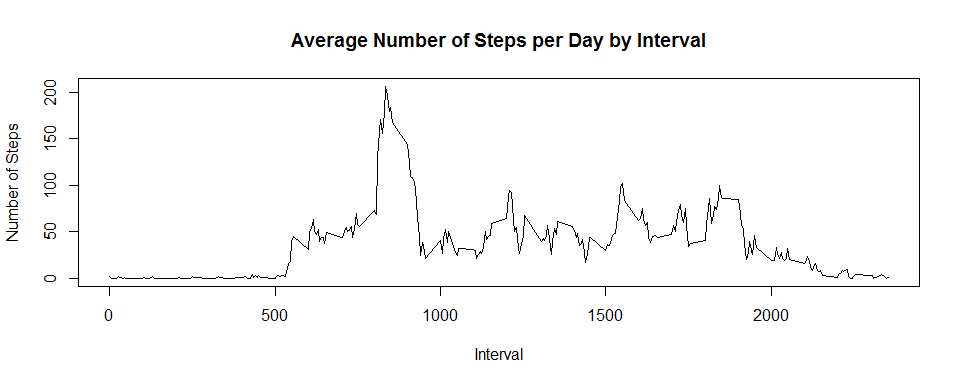 Average Number of Steps per Day by Interval
Number of Steps
200
150
100
50
0
0 500 1000 1500 2000
Interval